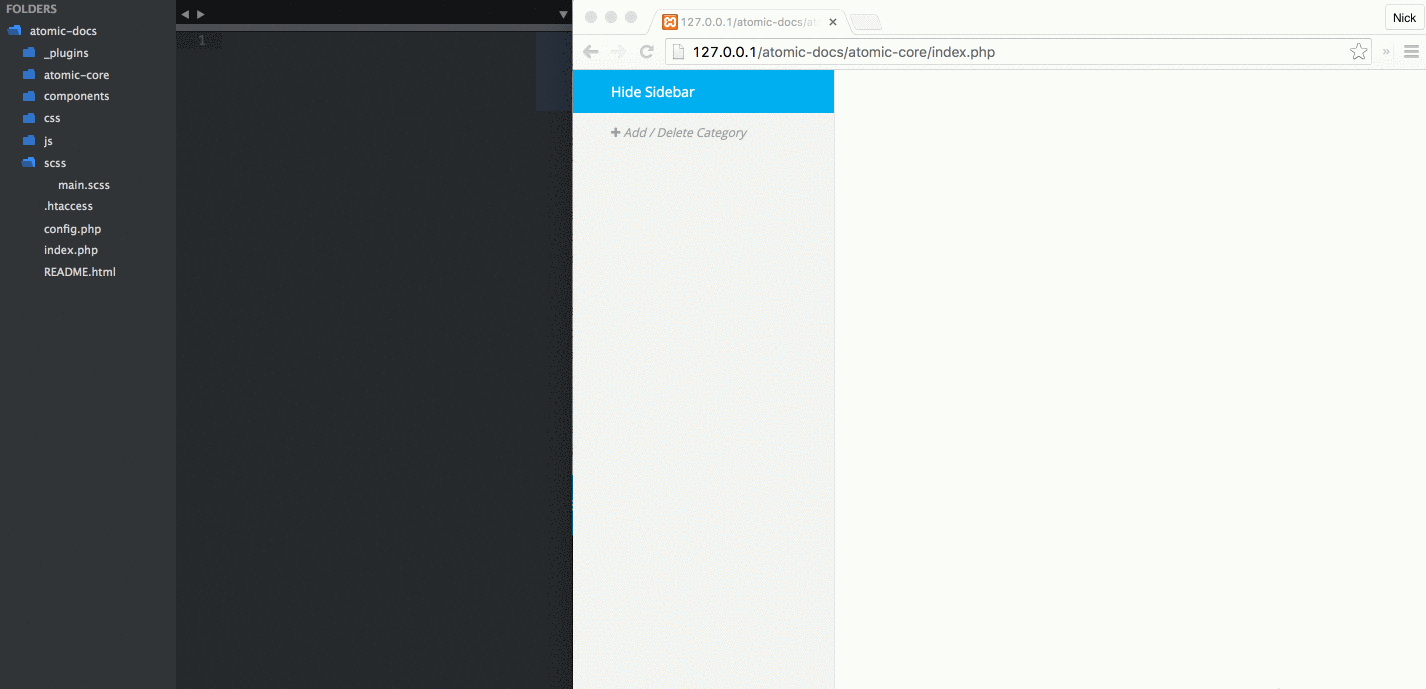 FOLDERS
atomic-docs
_plugins
atomic-core
components
css
js
scss
main.scss
.htaccess
config.php
index.php
README.html
1
127.0.0.1/atomic-docs/at
Nick
127.0.0.1/atomic-docs/atomic-core/index.php
Hide Sidebar
Add / Delete Category